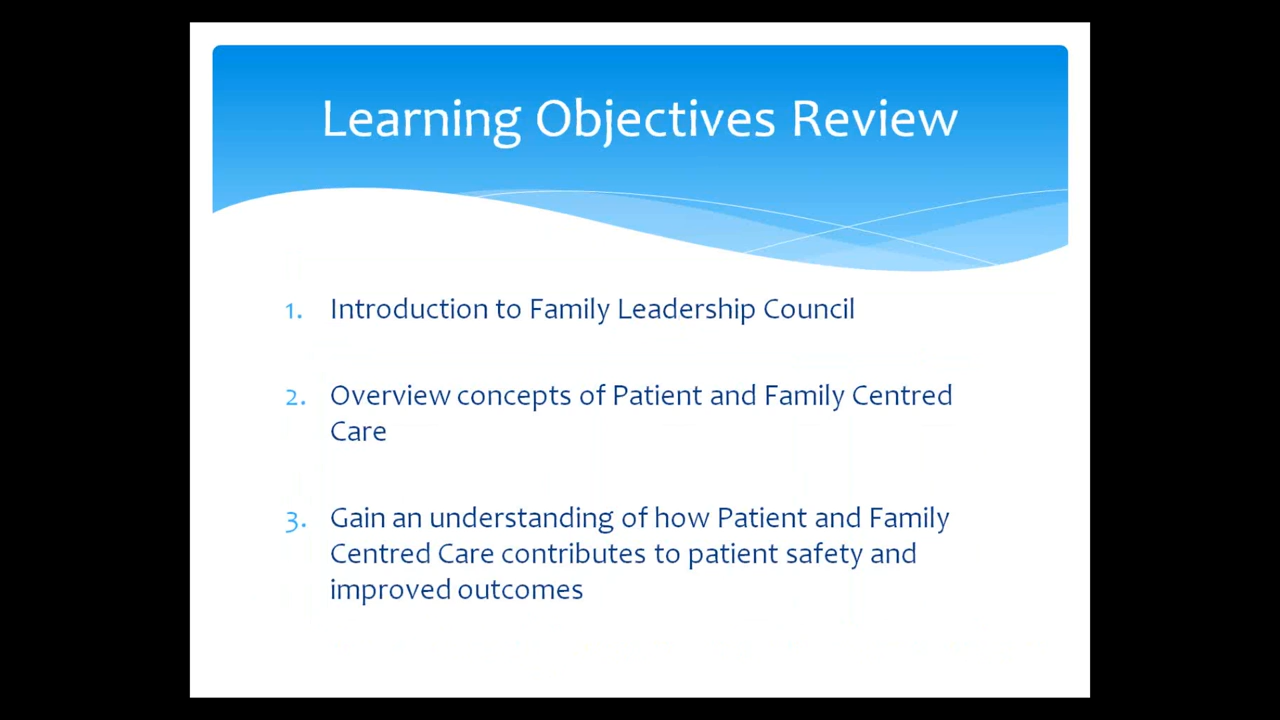 Learning Objectives Review
1. Introduction to Family Leadership Council
2. Overview concepts of Patient and Family Centred
Care
3. Gain an understanding of how Patient and Family
Centred Care contributes to patient safety and
improved outcomes